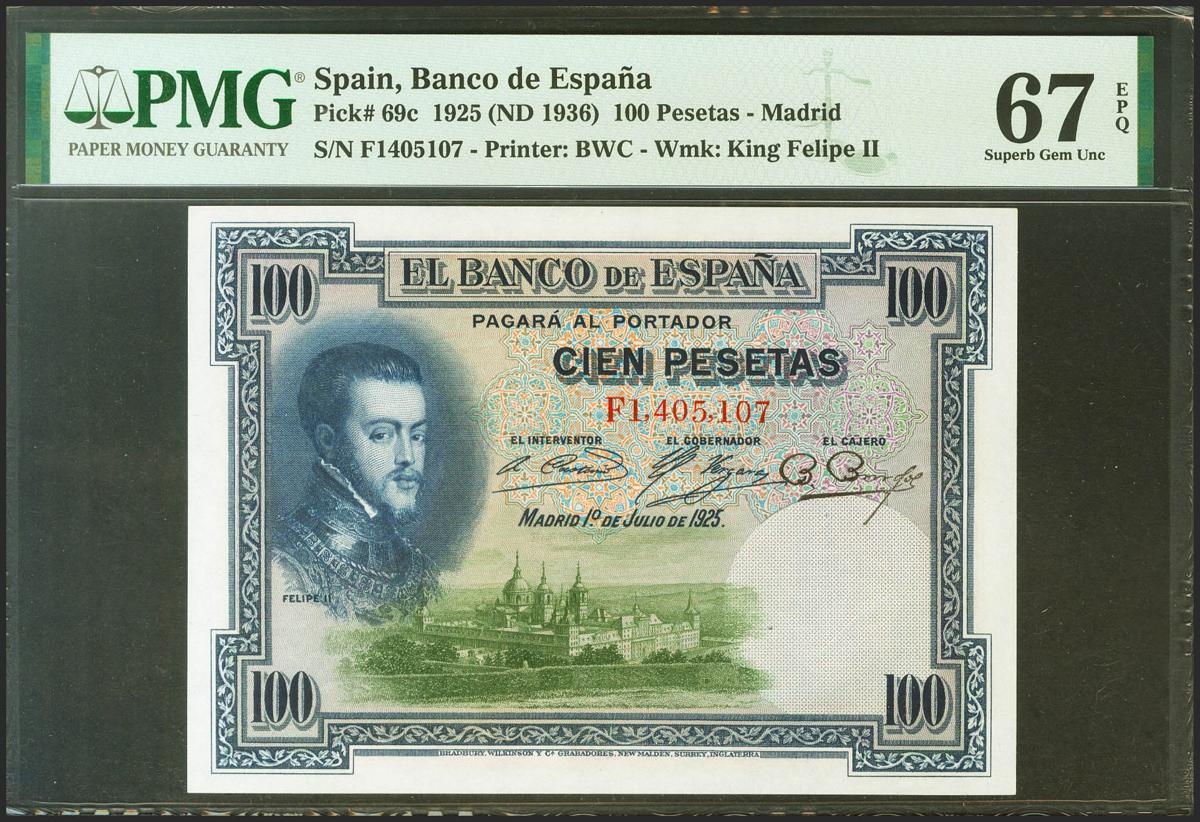 PMG®
PAPER MONEY GUARANTY
Spain, Banco de España
Pick# 69c 1925 (ND 1936) 100 Pesetas - Madrid
S/N F1405107 - Printer: BWC - Wmk: King Felipe II
67 EPQ
Superb Gem Unc
100 EL BANCO DE ESPAÑA 100
PAGARÁ AL PORTADOR
CIEN PESETAS
F1,405,107
EL INTERVENTOR EL GOBERNADOR EL CAJERO
MADRID 1.º DE JULIO DE 1925.
FELIPE II
100 100
BRADBURY, WILKINSON Y Cª GRABADORES, NEW MALDEN, SURREY, INGLATERRA